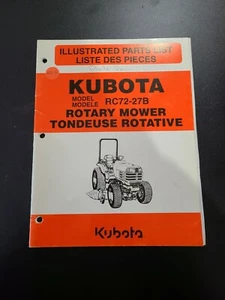 ILLUSTRATED PARTS LIST
LISTE DES PIECES
KUBOTA
MODEL
MODELE RC72-27B
ROTARY MOWER
TONDEUSE ROTATIVE
Kubota